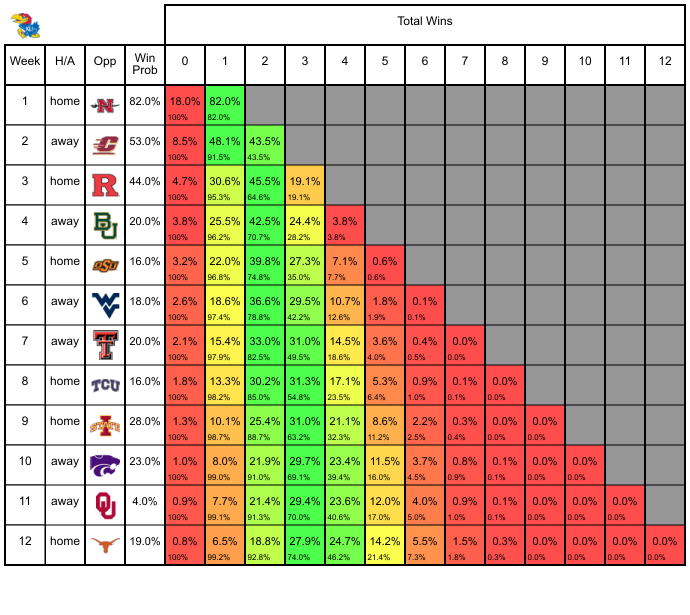 Total Wins
Week H/A Opp Win Prob 0 1 2 3 4 5 6 7 8 9 10 11 12
1 home N 82.0% 18.0% 82.0%
100% 82.0%
2 away C 53.0% 8.5% 48.1% 43.5%
100% 91.5% 43.5%
3 home R 44.0% 4.7% 30.6% 45.5% 19.1%
100% 95.3% 64.6% 19.1%
4 away BU 20.0% 3.8% 25.5% 42.5% 24.4% 3.8%
100% 96.2% 70.7% 28.2% 3.8%
5 home OSU 16.0% 3.2% 22.0% 39.8% 27.3% 7.1% 0.6%
100% 96.8% 74.8% 35.0% 7.7% 0.6%
6 away WV 18.0% 2.6% 18.6% 36.6% 29.5% 10.7% 1.8% 0.1%
100% 97.4% 78.8% 42.2% 12.6% 1.9% 0.1%
7 away T 20.0% 2.1% 15.4% 33.0% 31.0% 14.5% 3.6% 0.4% 0.0%
100% 97.9% 82.5% 49.5% 18.6% 4.0% 0.5% 0.0%
8 home TCU 16.0% 1.8% 13.3% 30.2% 31.3% 17.1% 5.3% 0.9% 0.1% 0.0%
100% 98.2% 85.0% 54.8% 23.5% 6.4% 1.0% 0.1% 0.0%
9 home I STATE 28.0% 1.3% 10.1% 25.4% 31.0% 21.1% 8.6% 2.2% 0.3% 0.0% 0.0%
100% 98.7% 88.7% 63.2% 32.3% 11.2% 2.5% 0.4% 0.0% 0.0%
10 away 23.0% 1.0% 8.0% 21.9% 29.7% 23.4% 11.5% 3.7% 0.8% 0.1% 0.0% 0.0%
100% 99.0% 91.0% 69.1% 39.4% 16.0% 4.5% 0.9% 0.1% 0.0% 0.0%
11 away OU 4.0% 0.9% 7.7% 21.4% 29.4% 23.6% 12.0% 4.0% 0.9% 0.1% 0.0% 0.0% 0.0%
100% 99.1% 91.3% 70.0% 40.6% 17.0% 5.0% 1.0% 0.1% 0.0% 0.0% 0.0%
12 home 19.0% 0.8% 6.5% 18.8% 27.9% 24.7% 14.2% 5.5% 1.5% 0.3% 0.0% 0.0% 0.0% 0.0%
100% 99.2% 92.8% 74.0% 46.2% 21.4% 7.3% 1.8% 0.3% 0.0% 0.0% 0.0% 0.0%